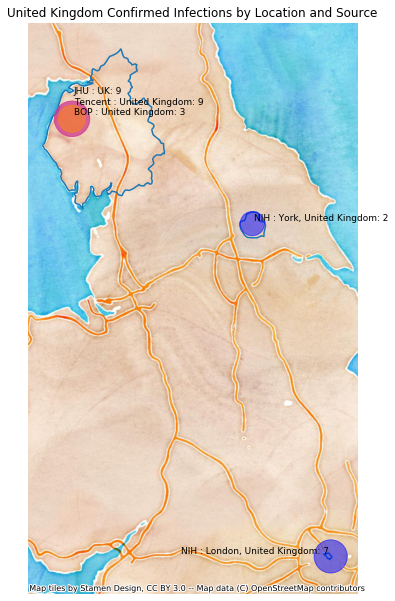 United Kingdom Confirmed Infections by Location and Source
JHU : UK: 9
Tencent : United Kingdom: 9
BOP : United Kingdom: 3
NIH : York, United Kingdom: 2
NIH : London, United Kingdom: 7
Map tiles by Stamen Design, CC BY 3.0 -- Map data (C) OpenStreetMap contributors